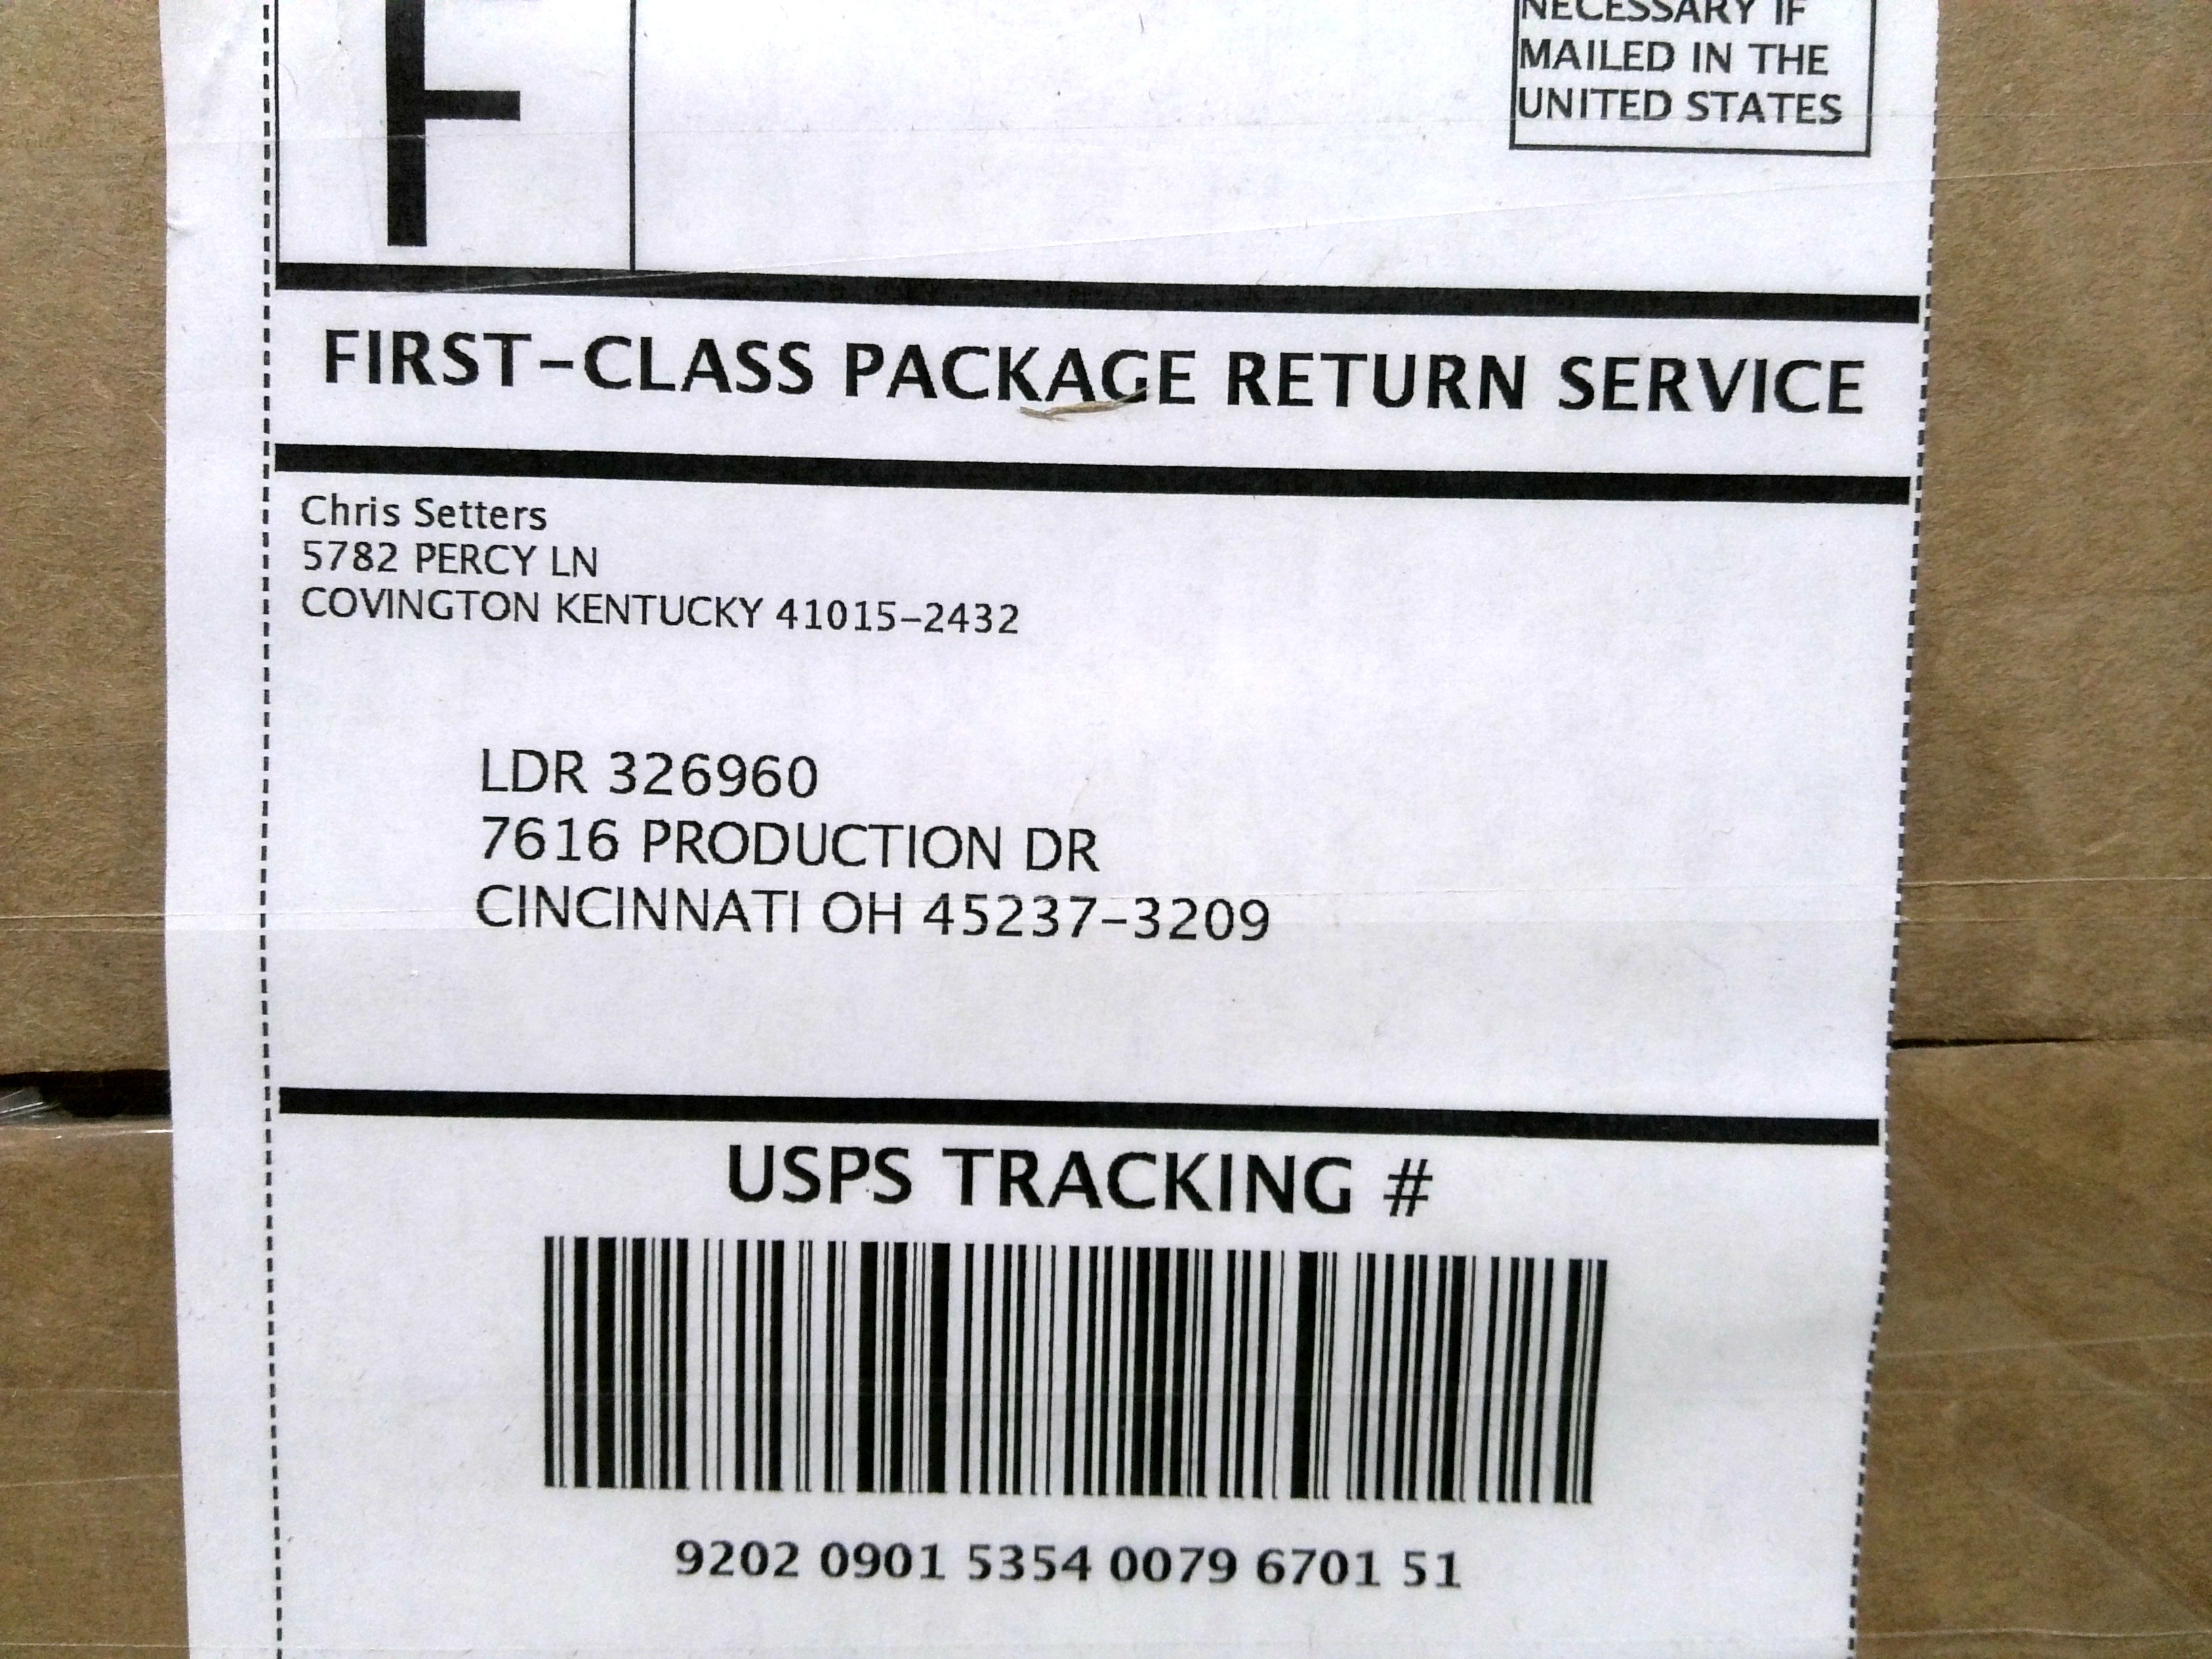 NECESSARY IF
MAILED IN THE
UNITED STATES
F
FIRST-CLASS PACKAGE RETURN SERVICE
Chris Setters
5782 PERCY LN
COVINGTON KENTUCKY 41015-2432
LDR 326960
7616 PRODUCTION DR
CINCINNATI OH 45237-3209
USPS TRACKING #
9202 0901 5354 0079 6701 51